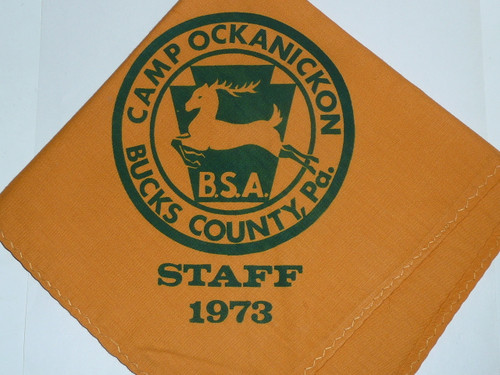 CAMP OCKANICKON
B.S.A.
BUCKS COUNTY, Pa.
STAFF
1973